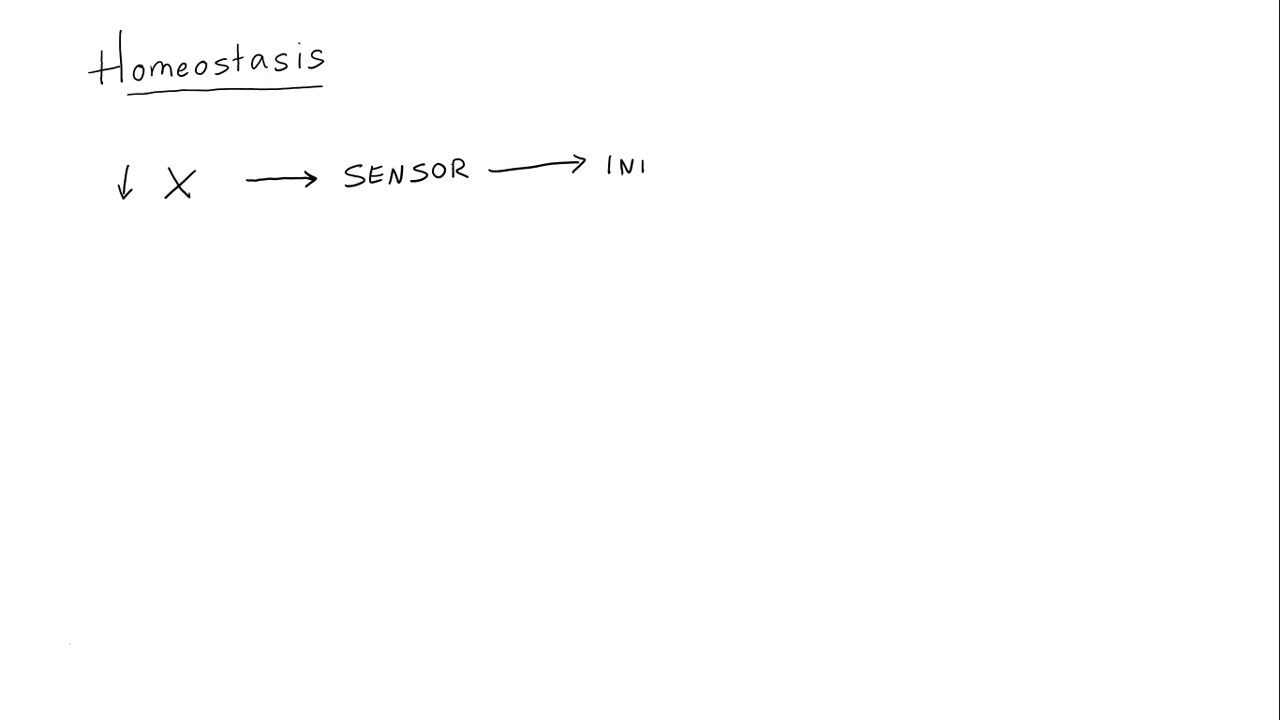 Homeostasis
↓ X → SENSOR → INI